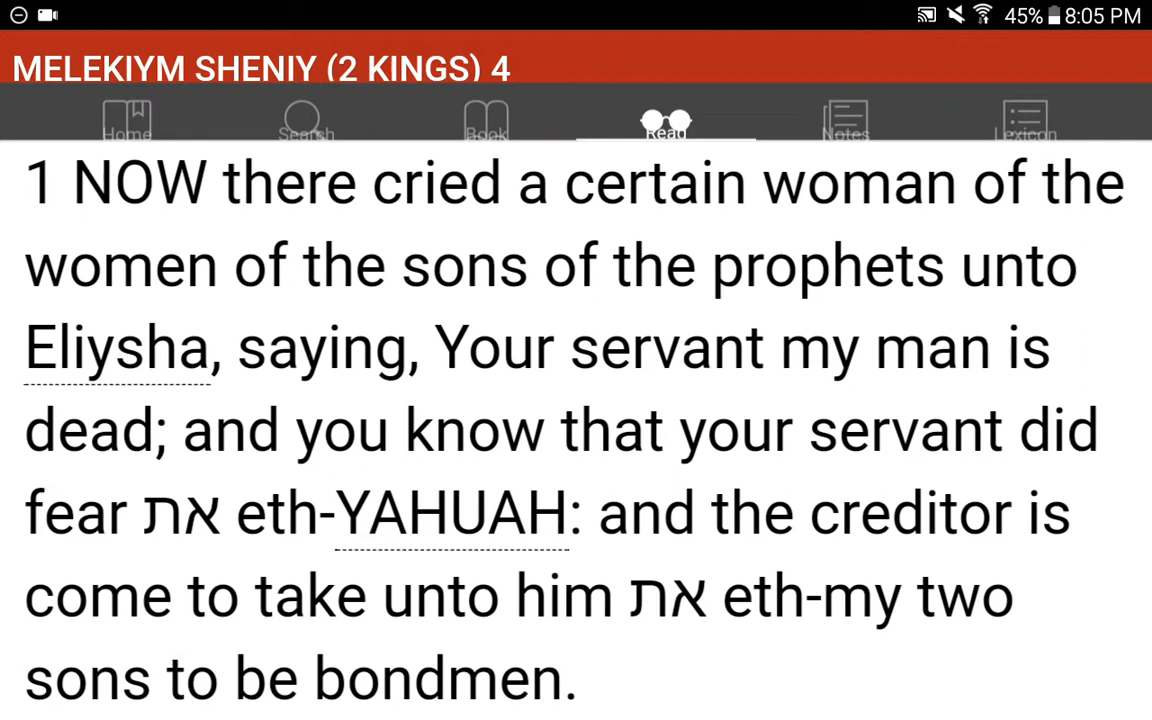 45% 8:05 PM
MELEKIYM SHENIY (2 KINGS) 4
Home Search Book Read Notes Lexicon
1 NOW there cried a certain woman of the
women of the sons of the prophets unto
Eliysha, saying, Your servant my man is
dead; and you know that your servant did
fear את eth-YAHUAH: and the creditor is
come to take unto him את eth-my two
sons to be bondmen.